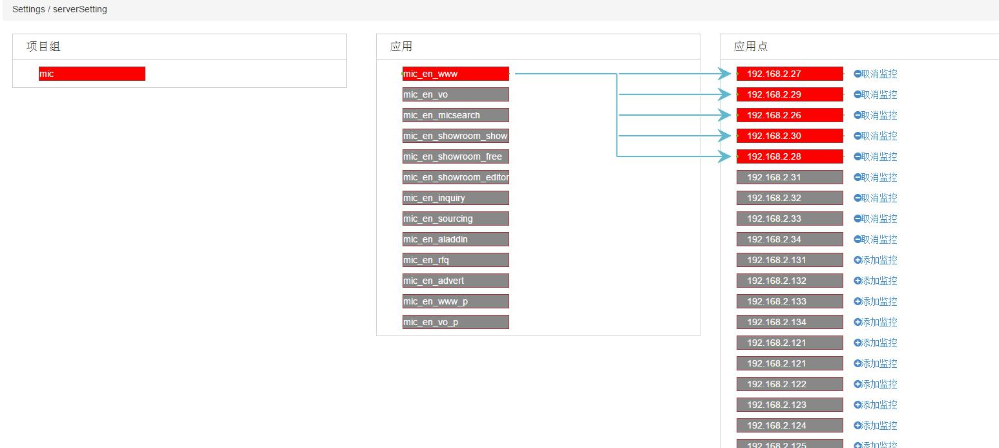 Settings / serverSetting
项目组
mic
应用
mic_en_www
mic_en_vo
mic_en_micsearch
mic_en_showroom_show
mic_en_showroom_free
mic_en_showroom_editor
mic_en_inquiry
mic_en_sourcing
mic_en_aladdin
mic_en_rfq
mic_en_advert
mic_en_www_p
mic_en_vo_p
应用点
192.168.2.27 取消监控
192.168.2.29 取消监控
192.168.2.26 取消监控
192.168.2.30 取消监控
192.168.2.28 取消监控
192.168.2.31 取消监控
192.168.2.32 取消监控
192.168.2.33 取消监控
192.168.2.34 取消监控
192.168.2.131 添加监控
192.168.2.132 添加监控
192.168.2.133 添加监控
192.168.2.134 添加监控
192.168.2.121 添加监控
192.168.2.121 添加监控
192.168.2.122 添加监控
192.168.2.123 添加监控
192.168.2.124 添加监控
192.168.2.125 添加监控